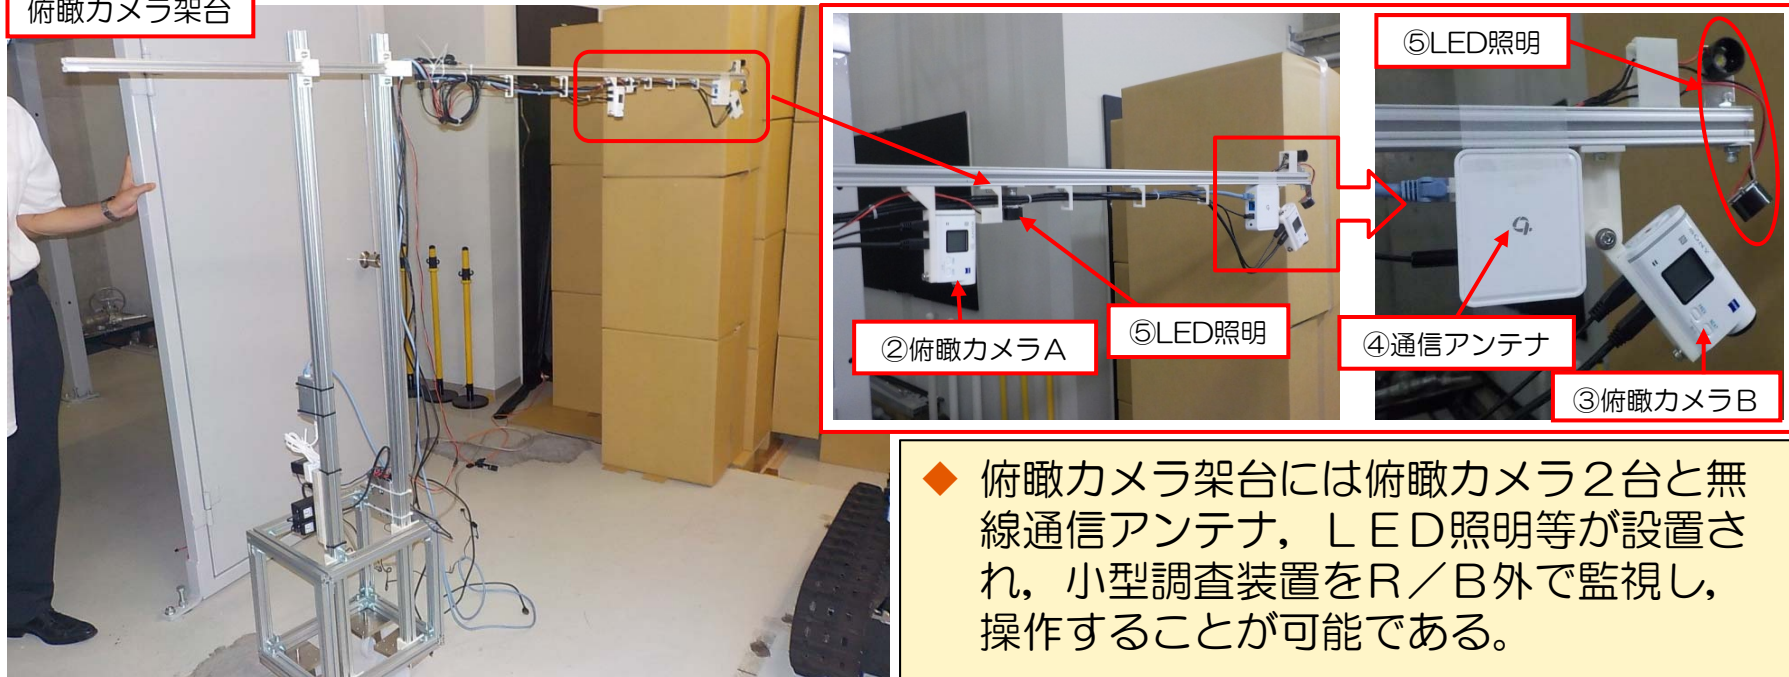 俯瞰カメラ架台
⑤LED照明
⑤LED照明
②俯瞰カメラA
④通信アンテナ
③俯瞰カメラB
SONY
◆ 俯瞰カメラ架台には俯瞰カメラ２台と無
線通信アンテナ，ＬＥＤ照明等が設置さ
れ，小型調査装置をＲ／Ｂ外で監視し，
操作することが可能である。